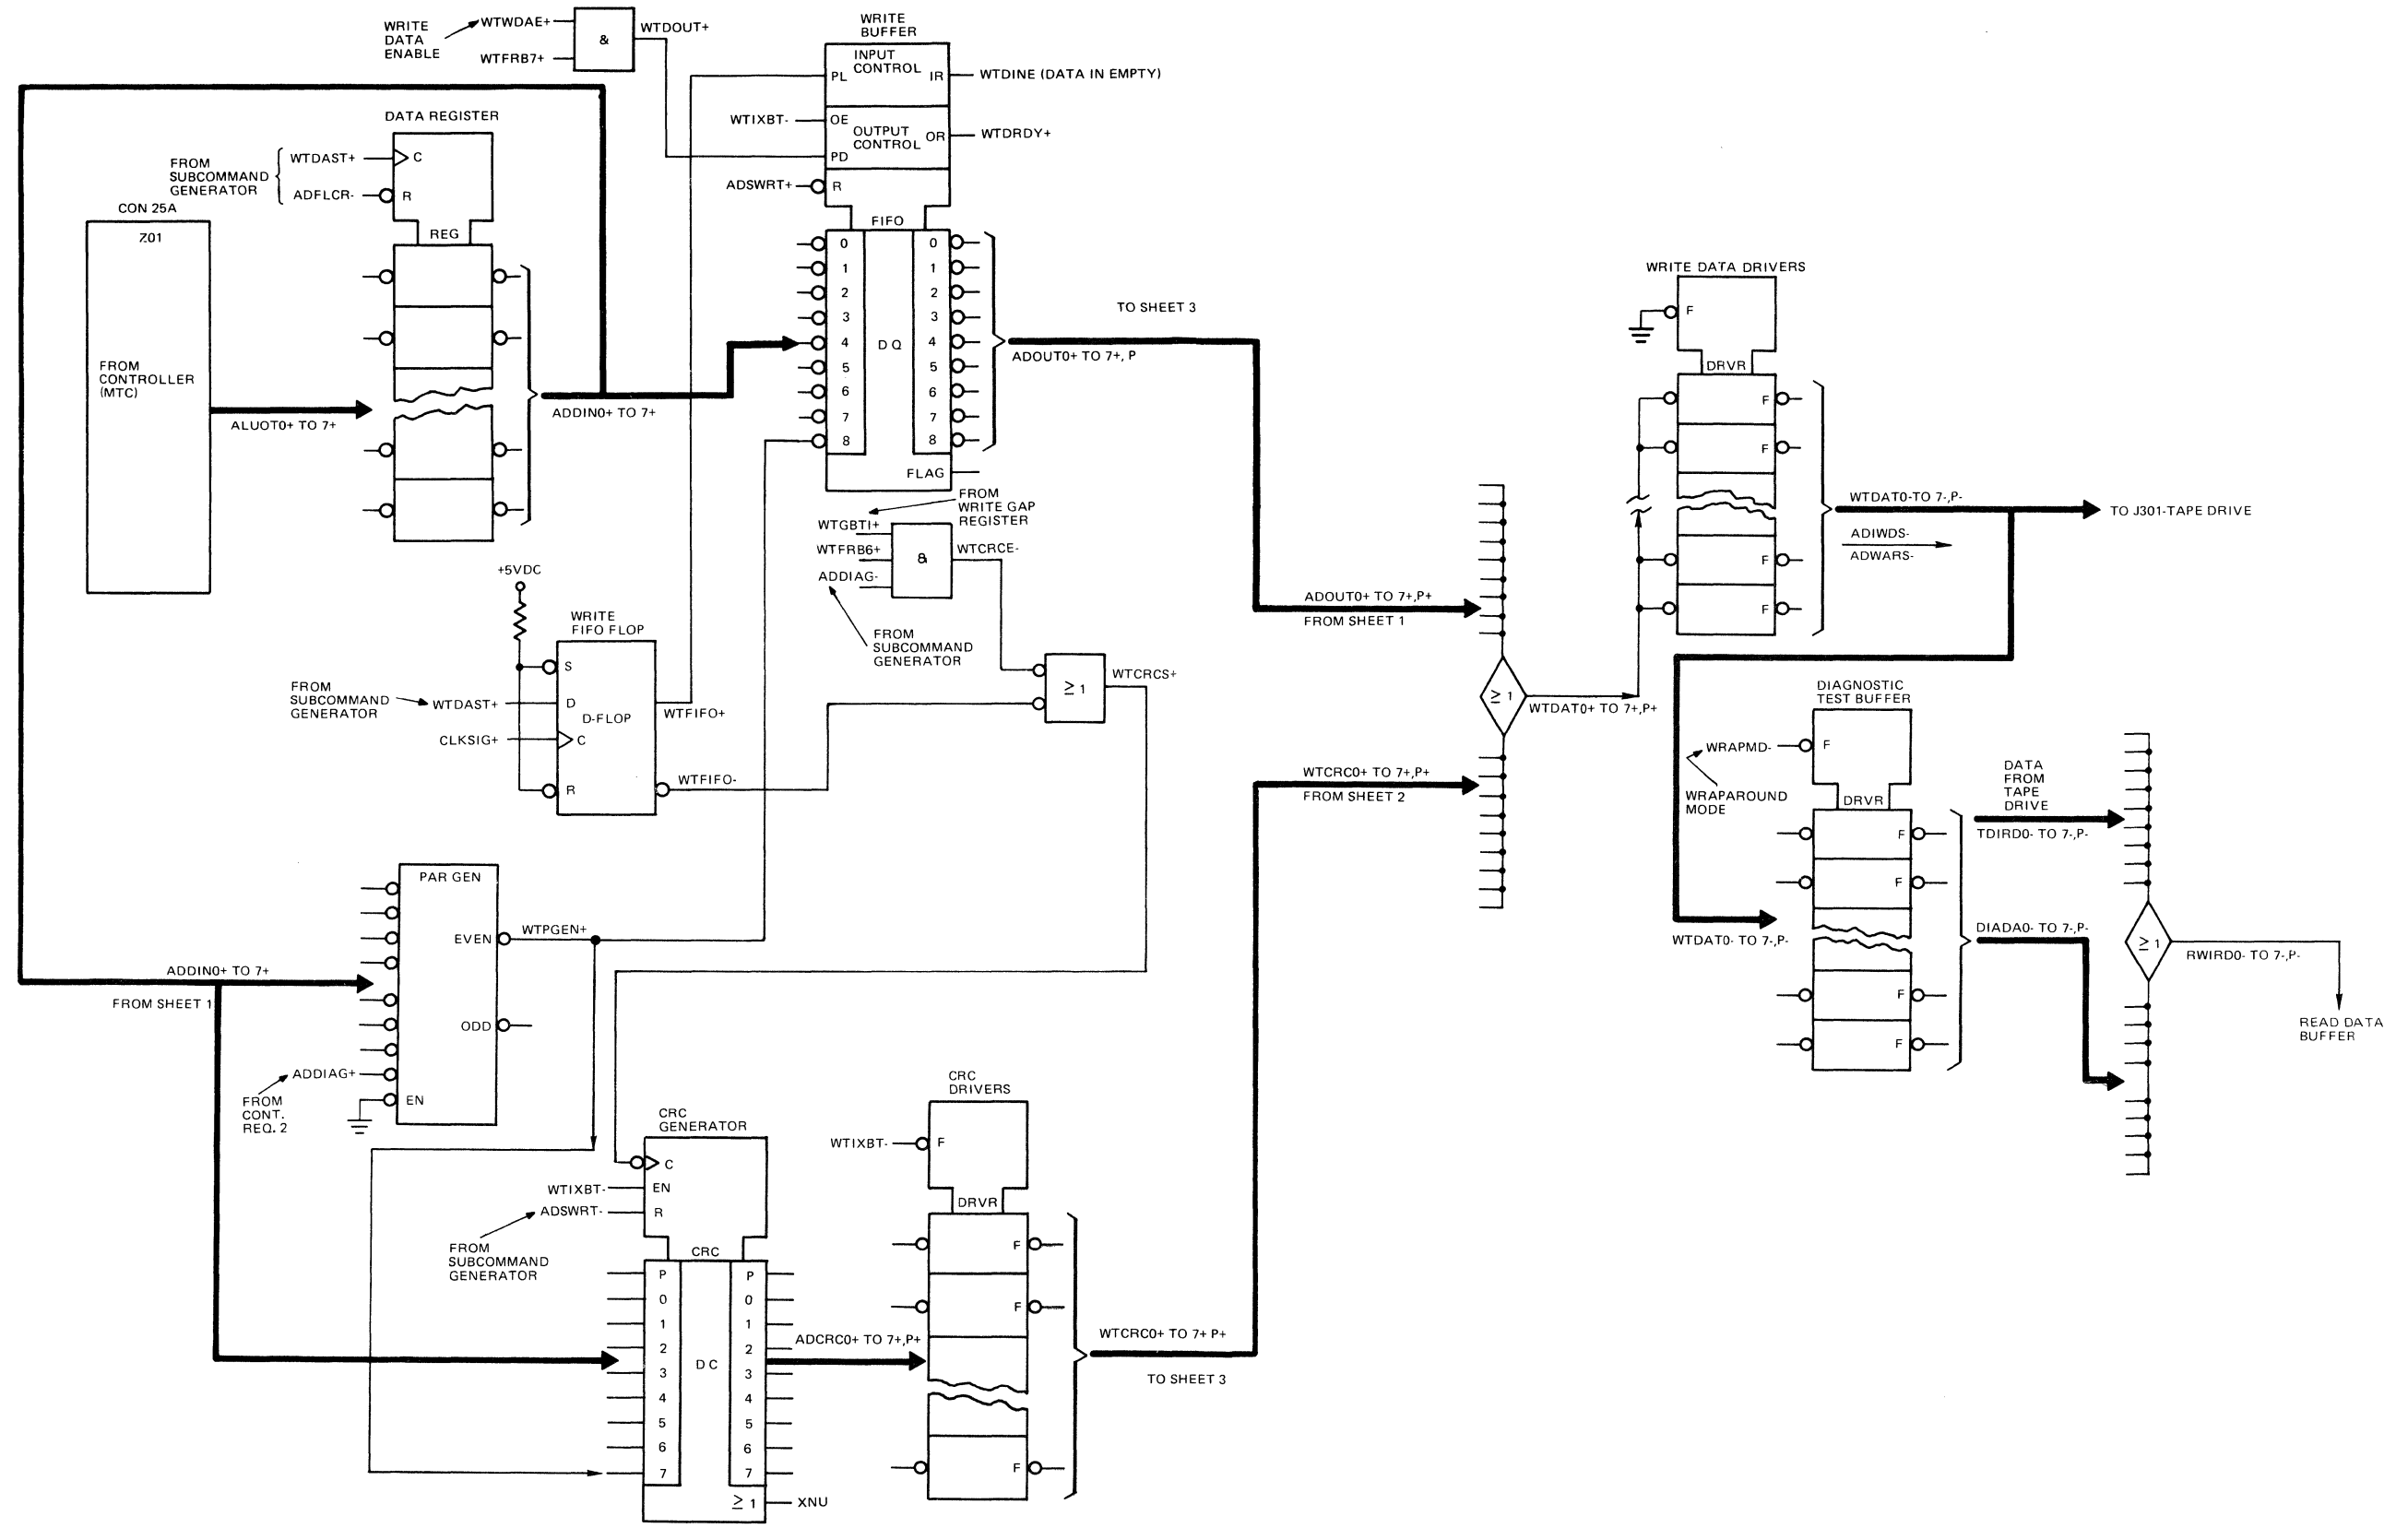 WRITE
DATA
ENABLE
WTWDAE+
WTFRB7+
&
WTDOUT+
WRITE
BUFFER
INPUT
CONTROL
PL
IR
WTDINE (DATA IN EMPTY)
WTIXBT-
OE
OUTPUT
CONTROL
OR
WTDRDY+
PD
ADSWRT+
R
FIFO
0
1
2
3
4
5
6
7
8
D Q
0
1
2
3
4
5
6
7
8
FLAG
DATA REGISTER
FROM
SUBCOMMAND
GENERATOR
WTDAST+
C
ADFLCR-
R
REG
CON 25A
Z01
FROM
CONTROLLER
(MTC)
ALUOT0+ TO 7+
ADDIN0+ TO 7+
TO SHEET 3
ADOUT0+ TO 7+, P
FROM
WRITE GAP
REGISTER
WTGBTI+
WTFRB6+
ADDIAG-
&
WTCRCE-
FROM
SUBCOMMAND
GENERATOR
+5VDC
WRITE
FIFO FLOP
S
D
D-FLOP
C
R
FROM
SUBCOMMAND
GENERATOR
WTDAST+
CLKSIG+
WTFIFO+
WTFIFO-
≥ 1
WTCRCS+
PAR GEN
EVEN
ODD
EN
WTPGEN+
ADDIN0+ TO 7+
FROM SHEET 1
ADDIAG+
FROM
CONT.
REQ. 2
CRC
GENERATOR
C
WTIXBT-
EN
ADSWRT-
R
FROM
SUBCOMMAND
GENERATOR
CRC
P
0
1
2
3
4
5
6
7
D C
P
0
1
2
3
4
5
6
7
≥ 1
XNU
ADCRC0+ TO 7+,P+
CRC
DRIVERS
WTIXBT-
F
DRVR
F
F
F
WTCRC0+ TO 7+ P+
TO SHEET 3
ADOUT0+ TO 7+,P+
FROM SHEET 1
WTCRC0+ TO 7+,P+
FROM SHEET 2
≥ 1
WTDAT0+ TO 7+,P+
WRITE DATA DRIVERS
F
DRVR
F
F
F
F
WTDAT0-TO 7-,P-
TO J301-TAPE DRIVE
ADIWDS-
ADWARS-
DIAGNOSTIC
TEST BUFFER
WRAPMD-
F
WRAPAROUND
MODE
DRVR
F
F
F
F
WTDAT0- TO 7-,P-
DATA
FROM
TAPE
DRIVE
TDIRD0- TO 7-,P-
DIADA0- TO 7-,P-
≥ 1
RWIRD0- TO 7-,P-
READ DATA
BUFFER